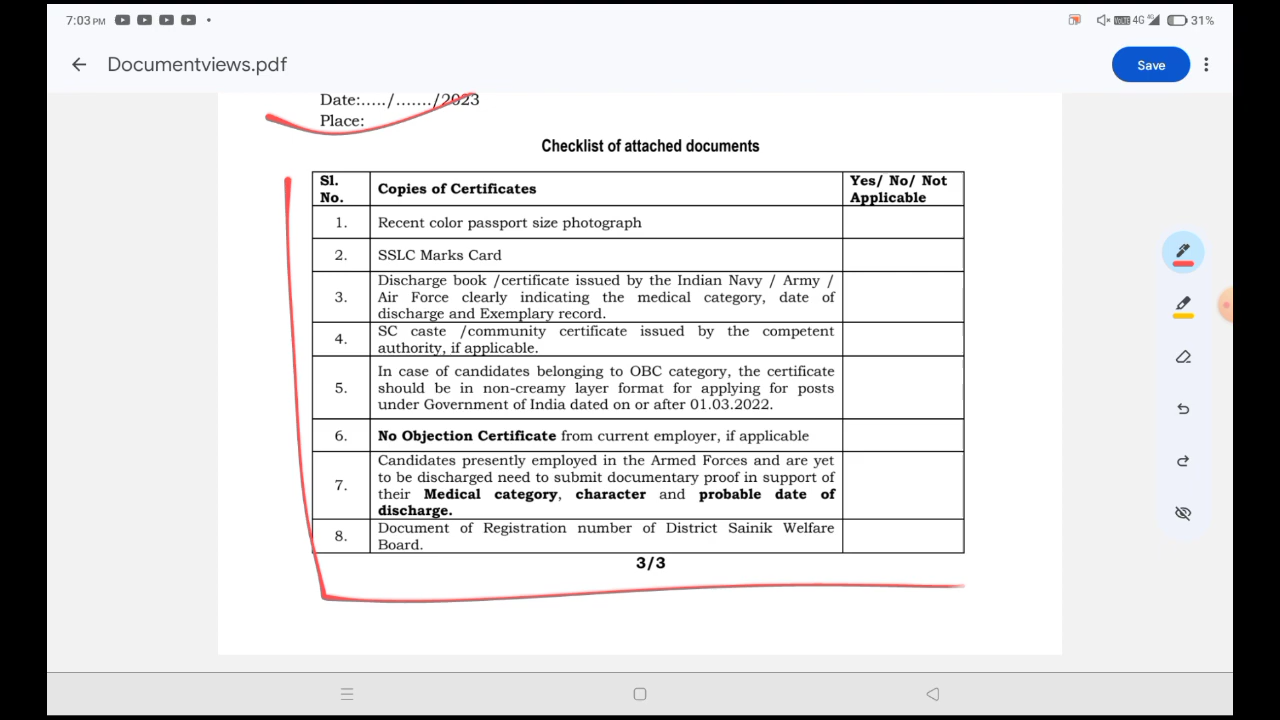 7:03 PM
VoLTE 4G 4G 31%
Documentviews.pdf
Save
Date:...../......./2023
Place:
Checklist of attached documents
Sl. No. Copies of Certificates Yes/ No/ Not Applicable
1. Recent color passport size photograph
2. SSLC Marks Card
3. Discharge book /certificate issued by the Indian Navy / Army /
Air Force clearly indicating the medical category, date of
discharge and Exemplary record.
4. SC caste /community certificate issued by the competent
authority, if applicable.
5. In case of candidates belonging to OBC category, the certificate
should be in non-creamy layer format for applying for posts
under Government of India dated on or after 01.03.2022.
6. No Objection Certificate from current employer, if applicable
7. Candidates presently employed in the Armed Forces and are yet
to be discharged need to submit documentary proof in support of
their Medical category, character and probable date of
discharge.
8. Document of Registration number of District Sainik Welfare
Board.
3/3